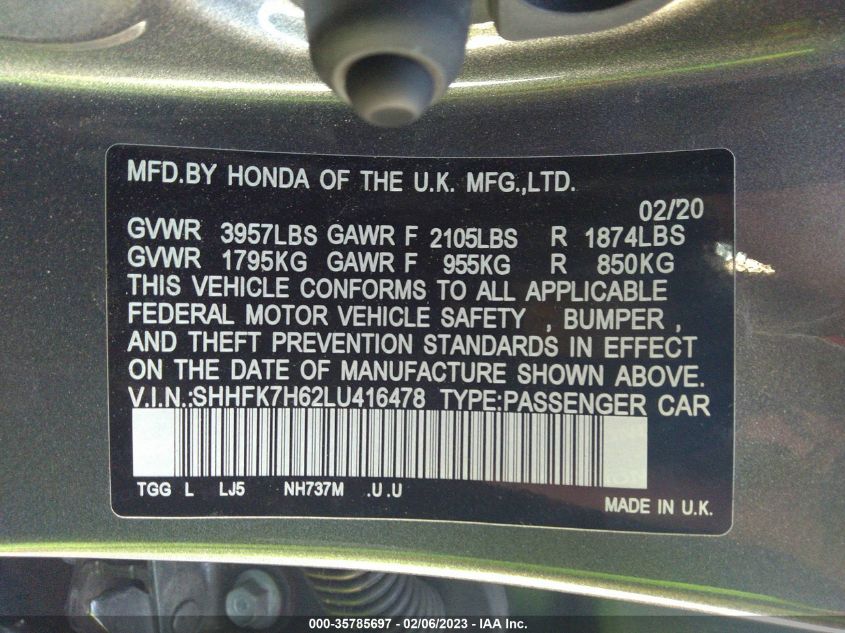 MFD.BY HONDA OF THE U.K. MFG.,LTD.
02/'20
GVWR 3957LBS GAWR F 2105LBS R 1874LBS
GVWR 1795KG GAWR F 955KG R 850KG
THIS VEHICLE CONFORMS TO ALL APPLICABLE
FEDERAL MOTOR VEHICLE SAFETY , BUMPER ,
AND THEFT PREVENTION STANDARDS IN EFFECT
ON THE DATE OF MANUFACTURE SHOWN ABOVE.
V.I.N.:SHHFK7H62LU416478 TYPE:PASSENGER CAR
TGG L LJ5 NH737M .U.U
MADE IN U.K.
000-35785697 - 02/06/2023 - © IAA Inc.